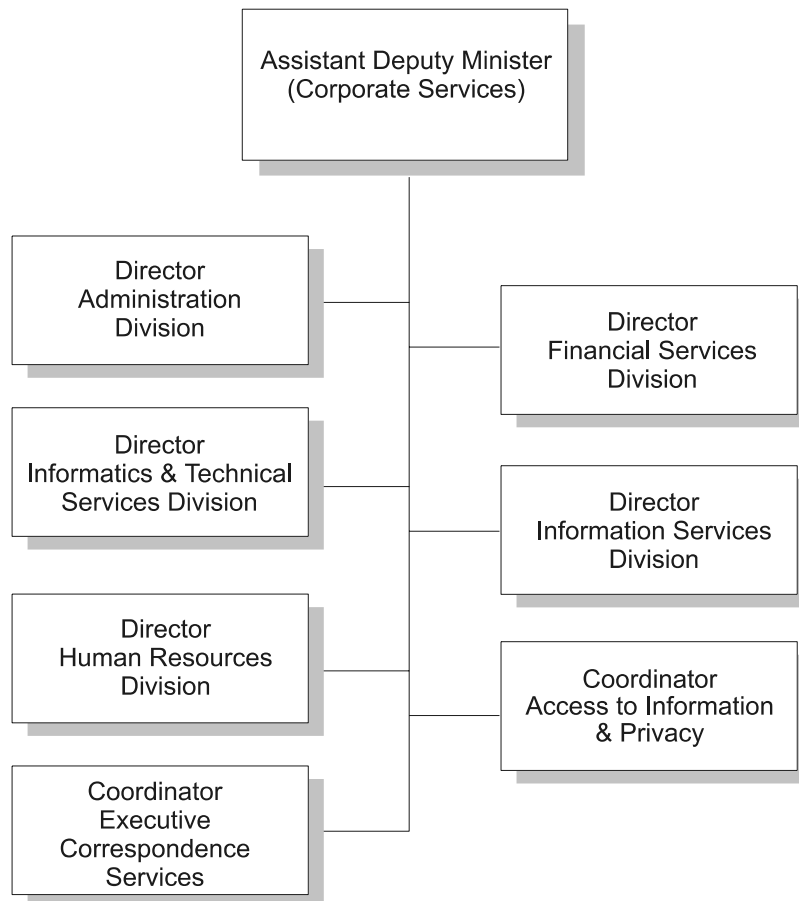 Assistant Deputy Minister
(Corporate Services)
Director
Administration
Division
Director
Financial Services
Division
Director
Informatics & Technical
Services Division
Director
Information Services
Division
Director
Human Resources
Division
Coordinator
Access to Information
& Privacy
Coordinator
Executive
Correspondence
Services